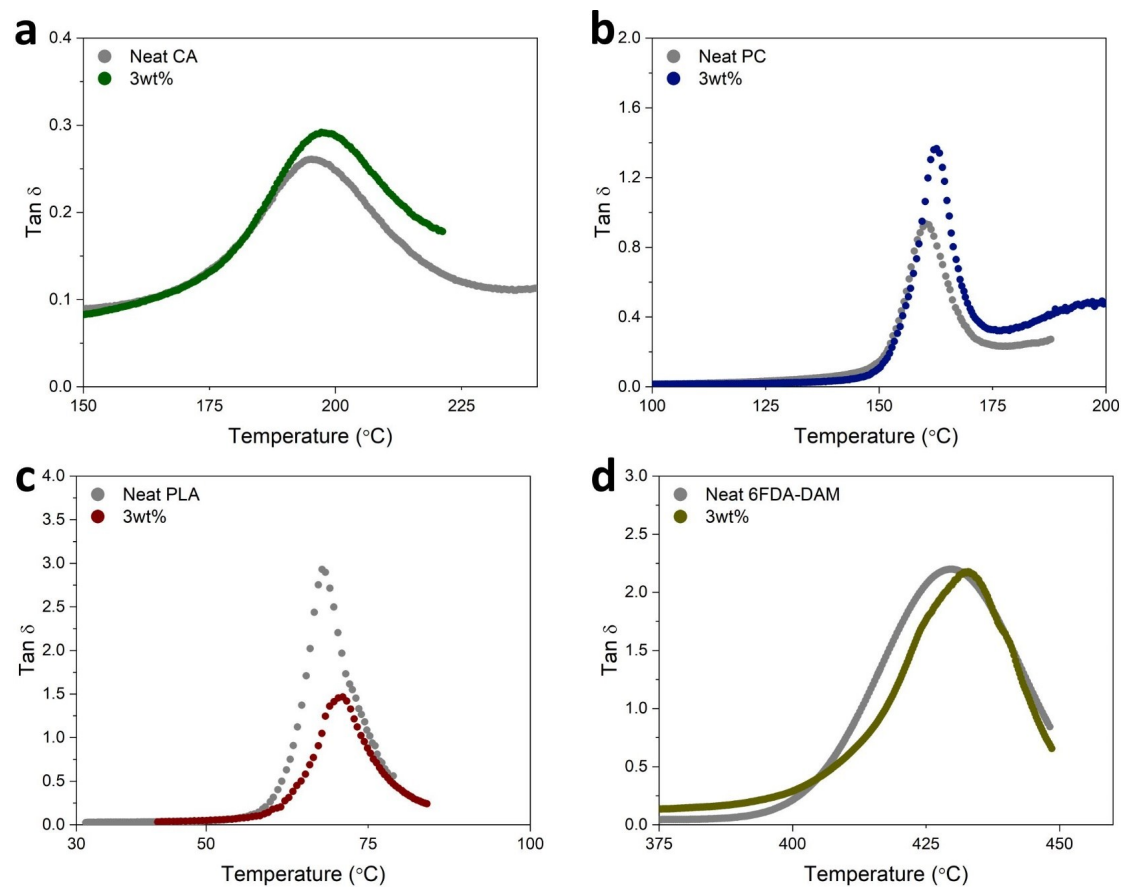 a
0.4
0.3
0.2
0.1
0.0
Tan δ
Neat CA
3wt%
150
175
200
225
Temperature (°C)
b
2.0
1.6
1.2
0.8
0.4
0.0
Tan δ
Neat PC
3wt%
100
125
150
175
200
Temperature (°C)
c
4.0
3.5
3.0
2.5
2.0
1.5
1.0
0.5
0.0
Tan δ
Neat PLA
3wt%
30
50
75
100
Temperature (°C)
d
3.0
2.5
2.0
1.5
1.0
0.5
0.0
Tan δ
Neat 6FDA-DAM
3wt%
375
400
425
450
Temperature (°C)